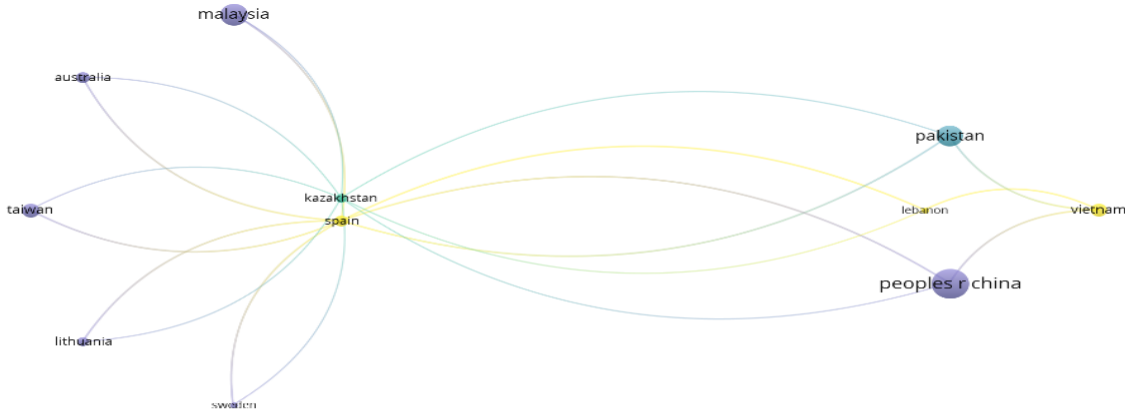 malaysia
australia
pakistan
kazakhstan
taiwan
lebanon
vietnam
spain
peoples r china
lithuania
sweden